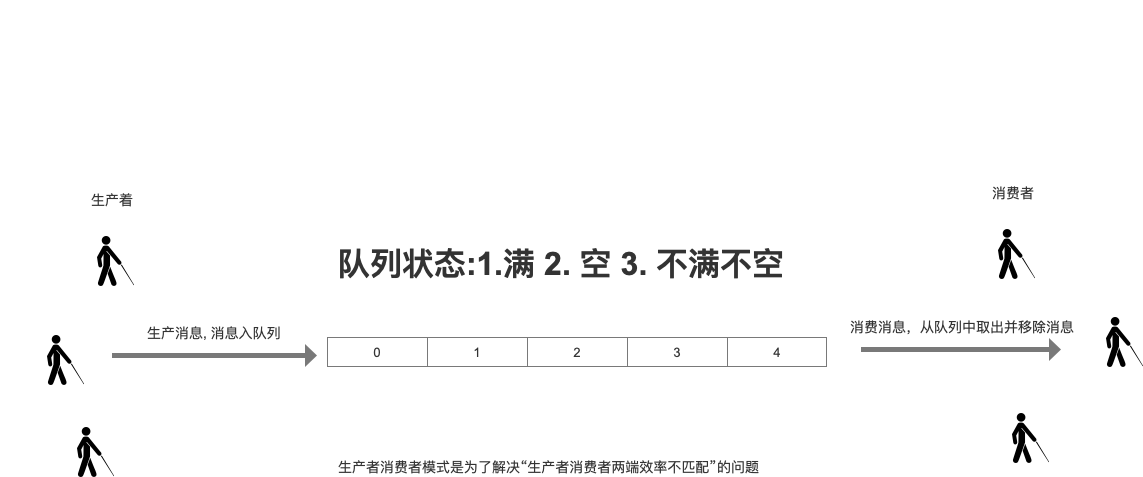 生产着
消费者
队列状态:1.满 2. 空 3. 不满不空
生产消息, 消息入队列
消费消息，从队列中取出并移除消息
0 1 2 3 4
生产者消费者模式是为了解决“生产者消费者两端效率不匹配”的问题